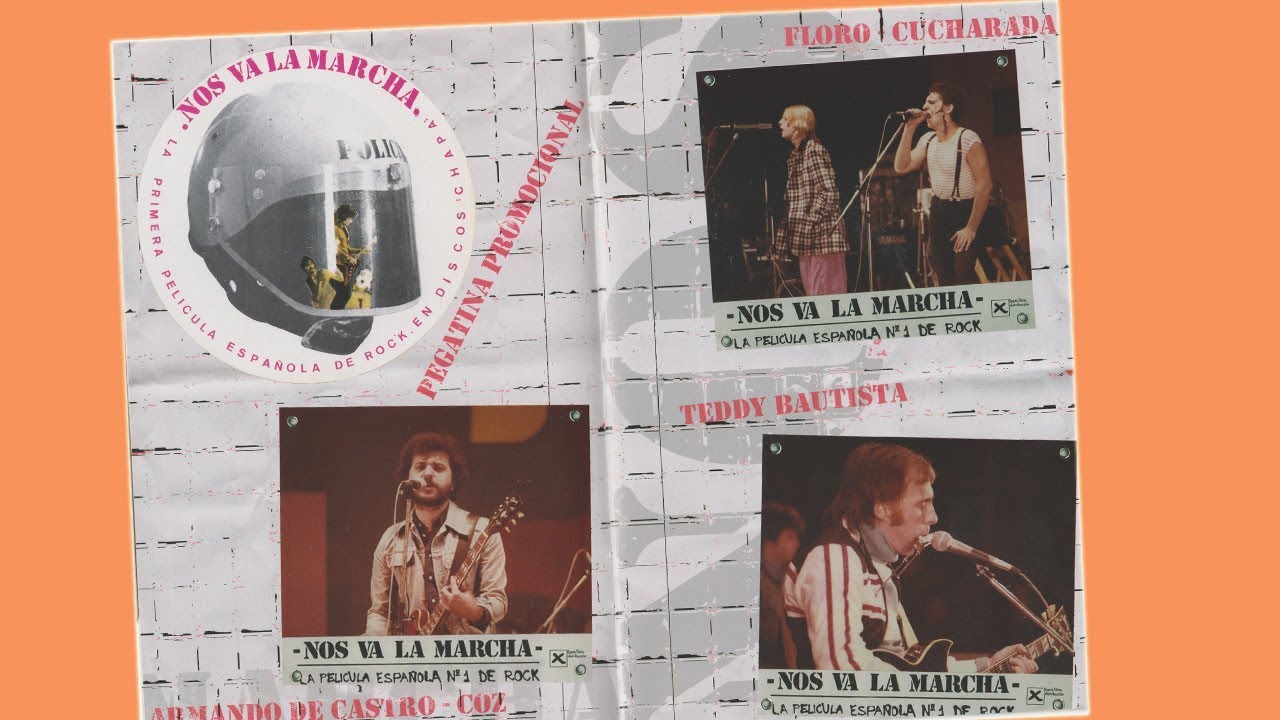 FLORO - CUCHARADA
.NOS VA LA MARCHA.
LA PRIMERA PELICULA ESPAÑOLA DE ROCK.EN DISCOS:CHAPA:
POLIC
PEGATINA PROMOCIONAL
YAMAHA
-NOS VA LA MARCHA-
LA PELICULA ESPAÑOLA Nº1 DE ROCK
TEDDY BAUTISTA
-NOS VA LA MARCHA-
LA PELICULA ESPAÑOLA Nº1 DE ROCK
ARMANDO DE CASTRO - COZ
-NOS VA LA MARCHA-
LA PELICULA ESPAÑOLA Nº1 DE ROCK